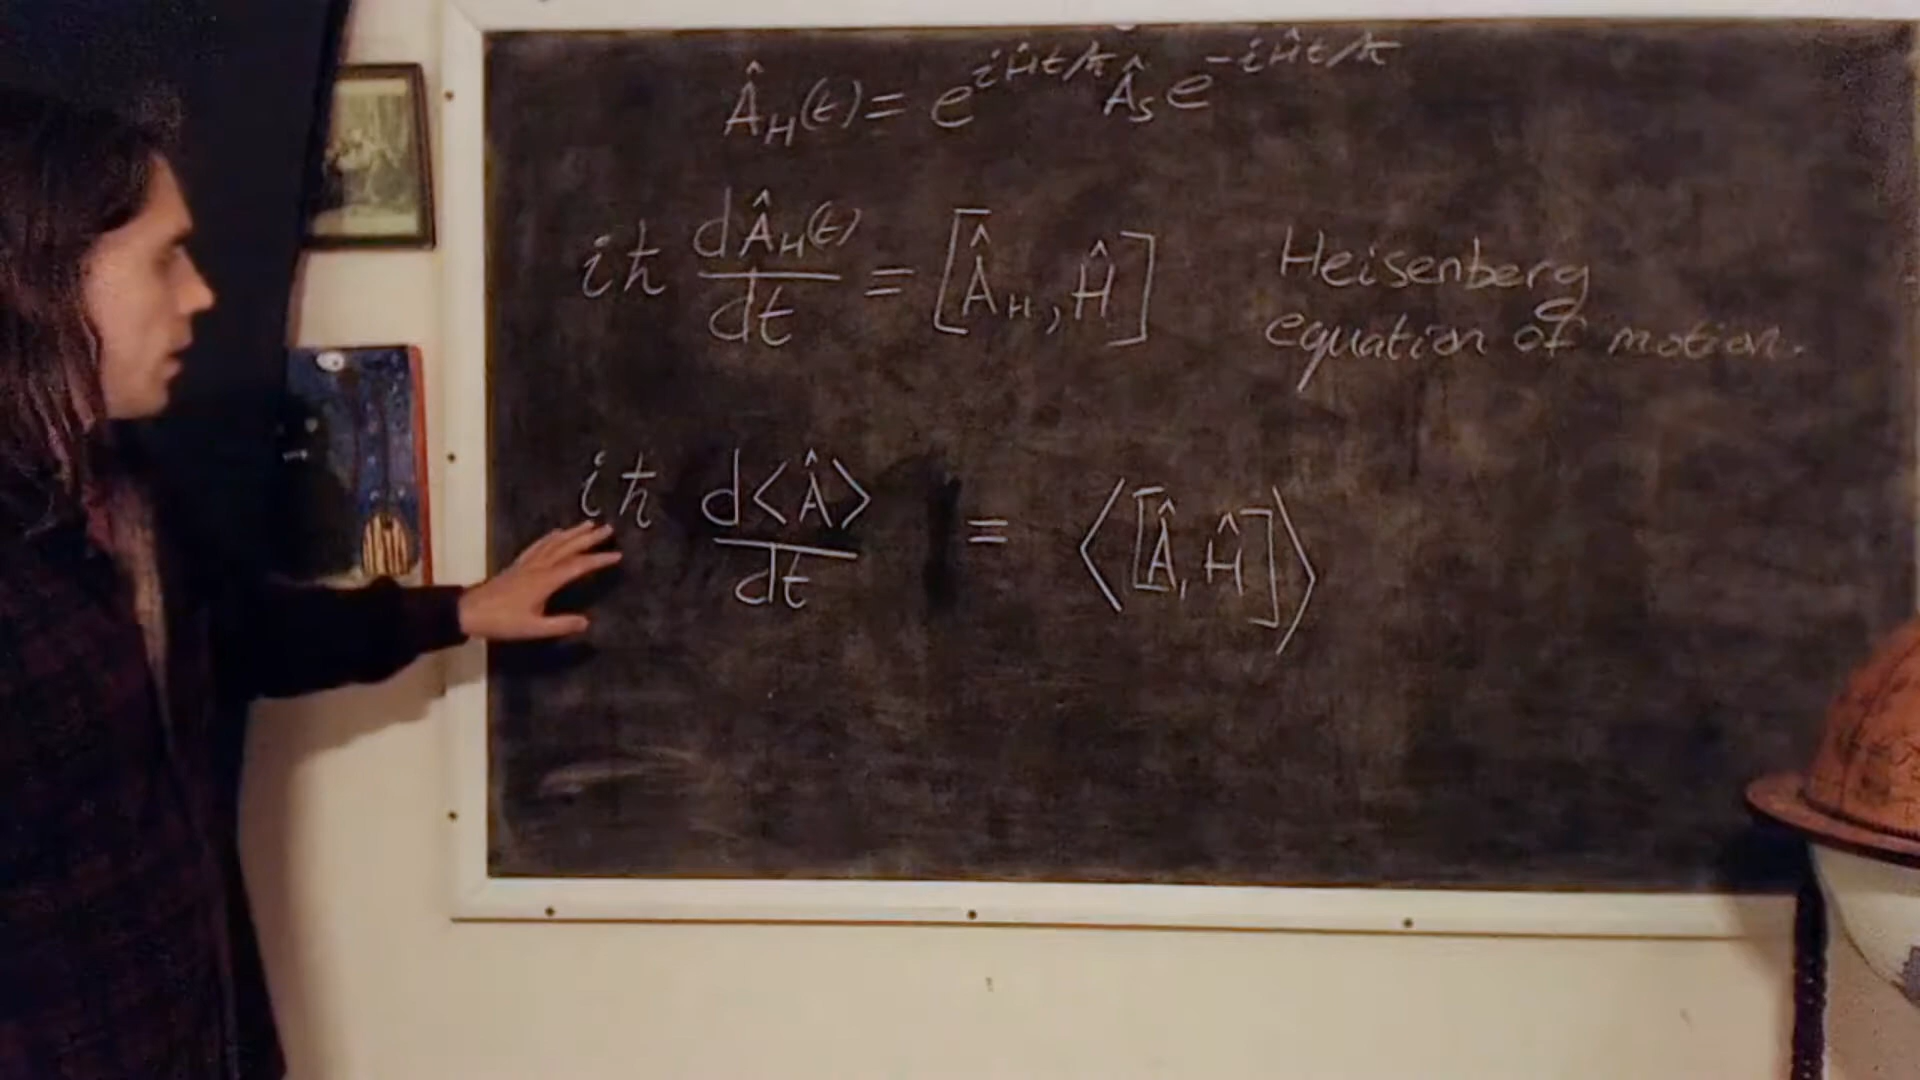 Â_H(t) = e^{iĤt/ħ} Â_S e^{-iĤt/ħ}
iħ dÂ_H(t)/dt = [Â_H, Ĥ]
Heisenberg
equation of motion.
iħ d⟨Â⟩/dt = ⟨[Â, Ĥ]⟩